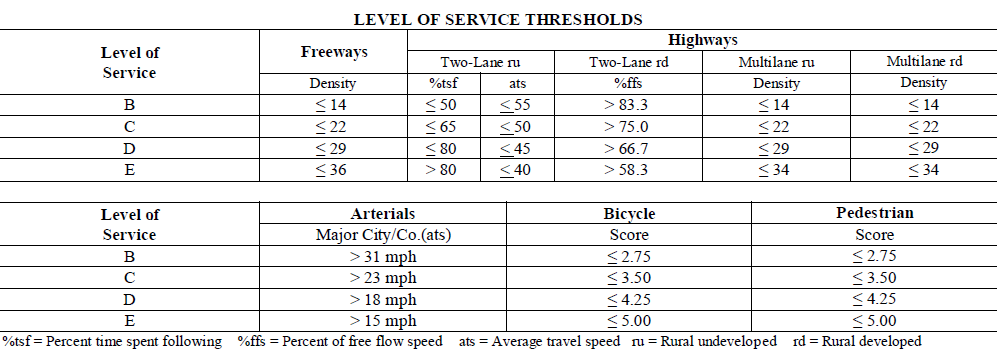 LEVEL OF SERVICE THRESHOLDS
Level of Service Freeways Highways
Two-Lane ru Two-Lane rd Multilane ru Multilane rd
Density %tsf ats %ffs Density Density
B ≤ 14 ≤ 50 ≤ 55 > 83.3 ≤ 14 ≤ 14
C ≤ 22 ≤ 65 ≤ 50 > 75.0 ≤ 22 ≤ 22
D ≤ 29 ≤ 80 ≤ 45 > 66.7 ≤ 29 ≤ 29
E ≤ 36 > 80 ≤ 40 > 58.3 ≤ 34 ≤ 34
Level of Service Arterials Bicycle Pedestrian
Major City/Co.(ats) Score Score
B > 31 mph ≤ 2.75 ≤ 2.75
C > 23 mph ≤ 3.50 ≤ 3.50
D > 18 mph ≤ 4.25 ≤ 4.25
E > 15 mph ≤ 5.00 ≤ 5.00
%tsf = Percent time spent following %ffs = Percent of free flow speed ats = Average travel speed ru = Rural undeveloped rd = Rural developed